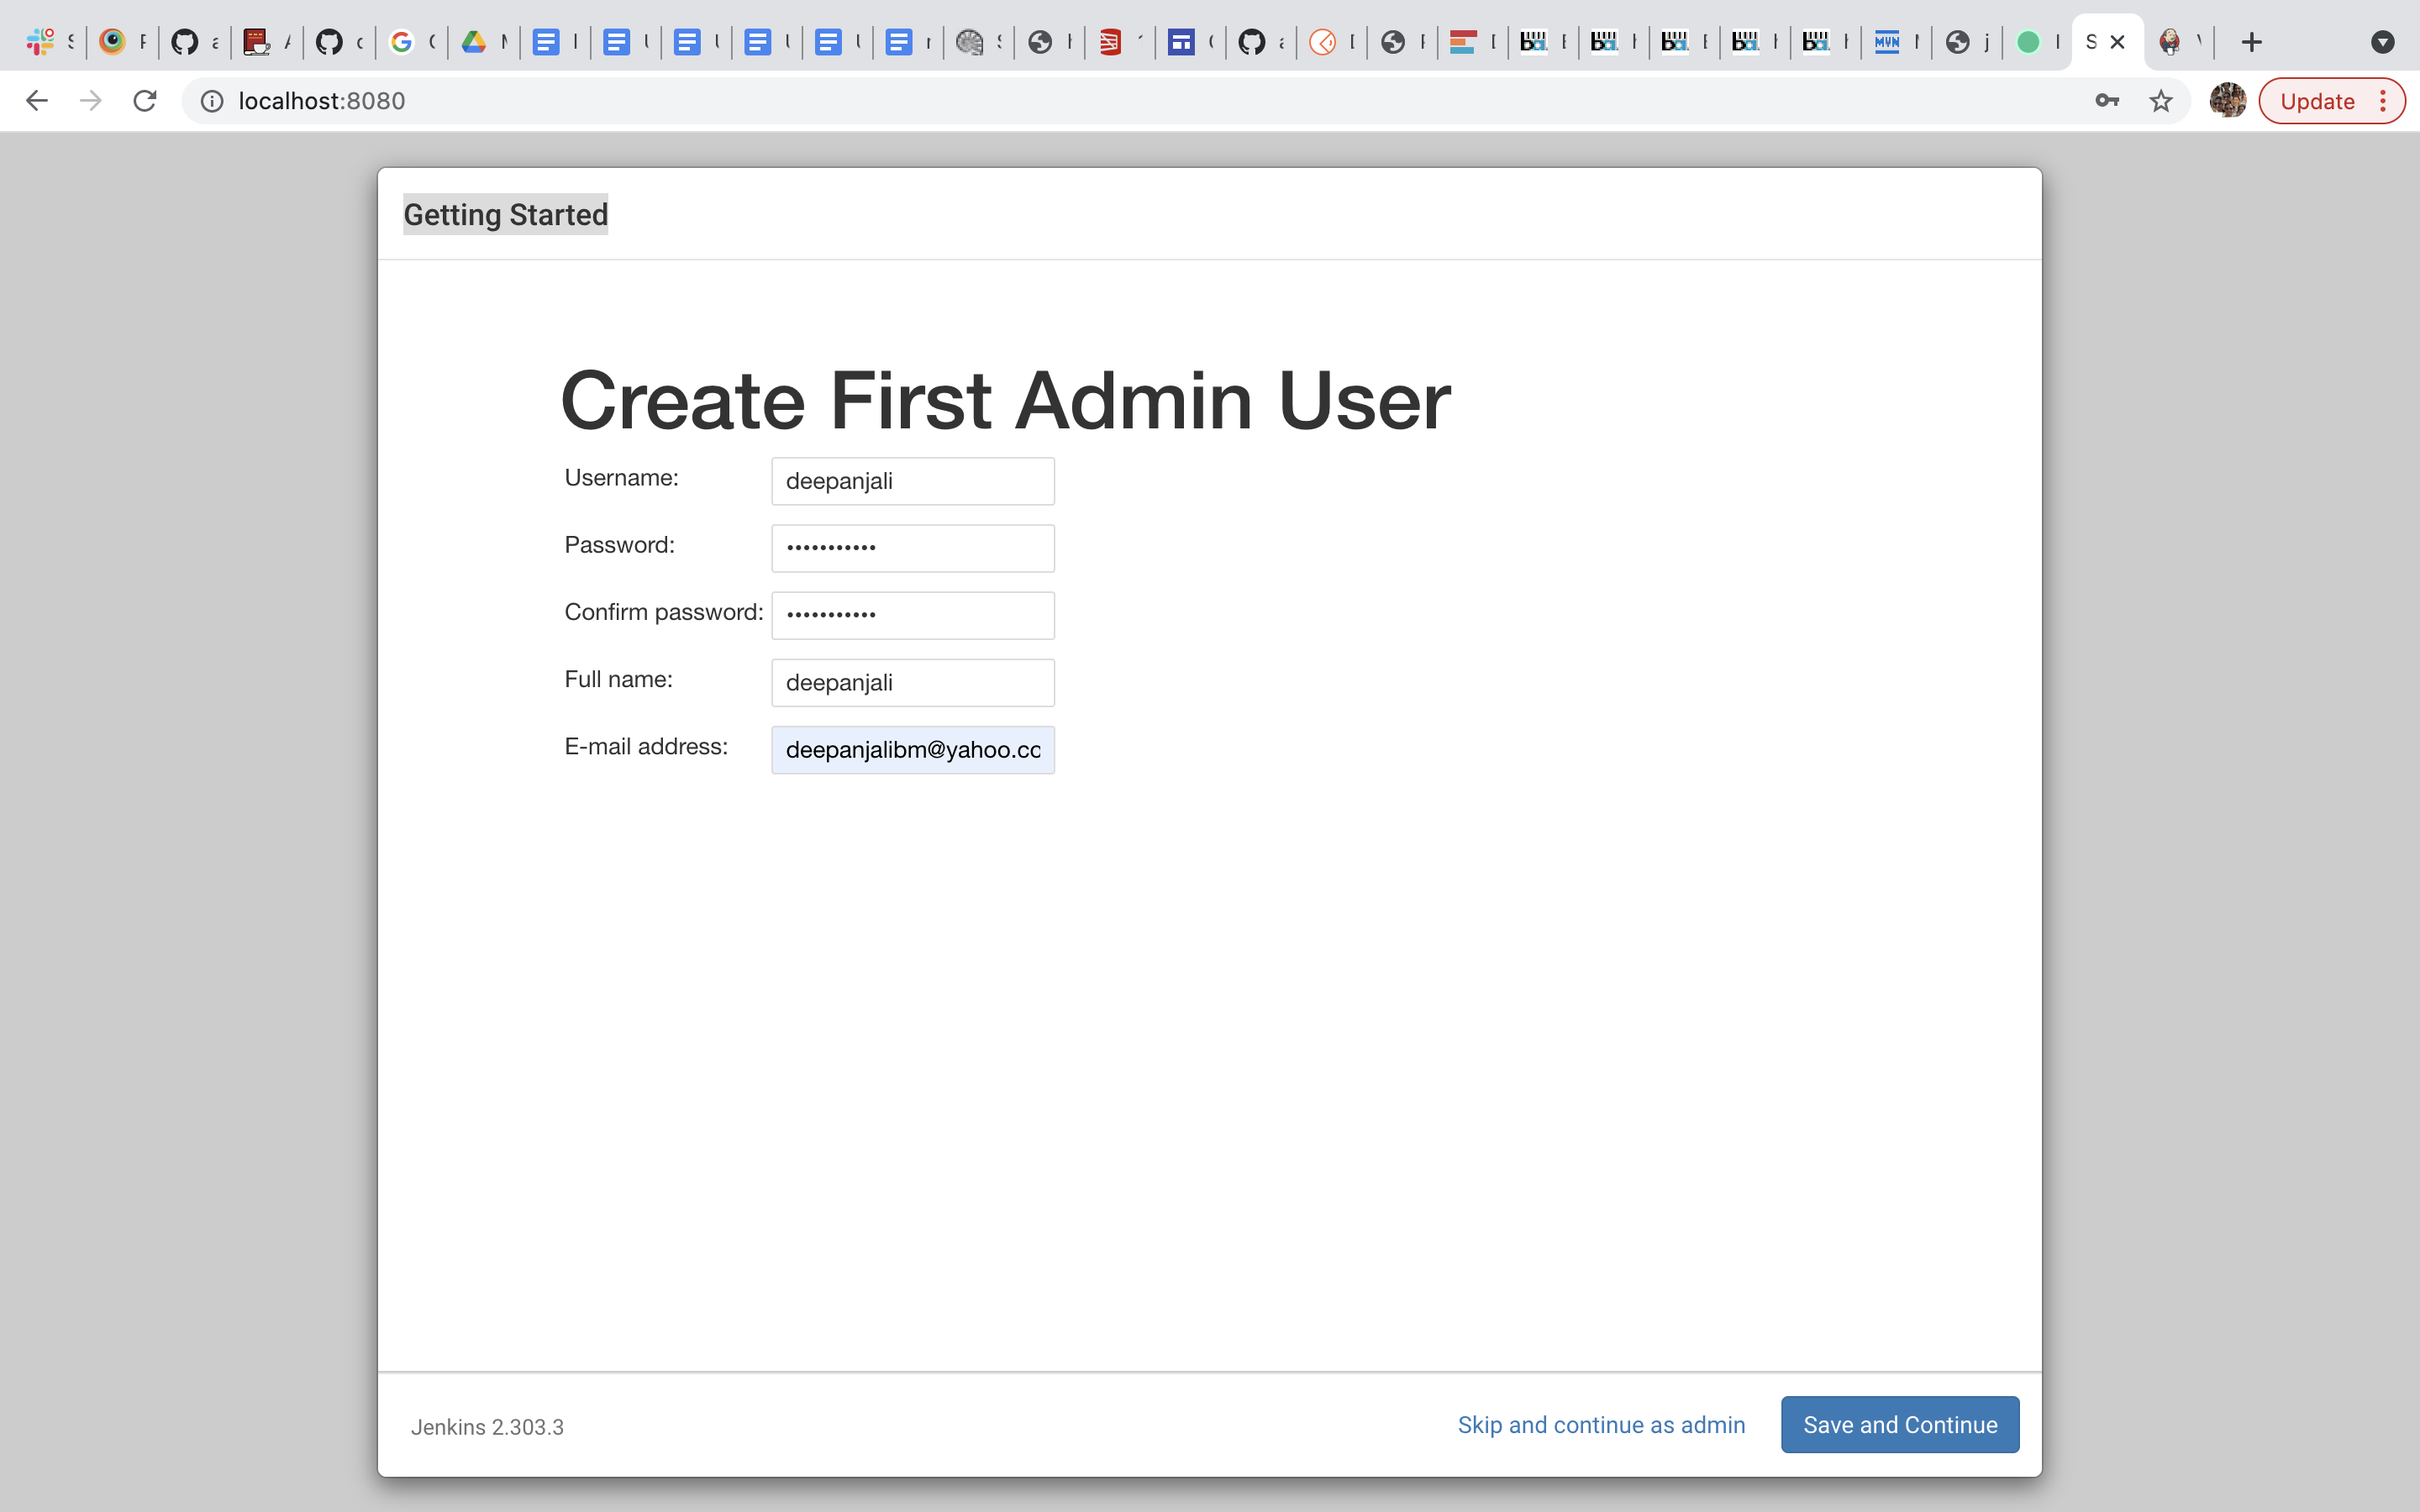 localhost:8080
Update
Getting Started
Create First Admin User
Username: deepanjali
Password: •••••••••••
Confirm password: •••••••••••
Full name: deepanjali
E-mail address: deepanjalibm@yahoo.cc
Jenkins 2.303.3
Skip and continue as admin
Save and Continue